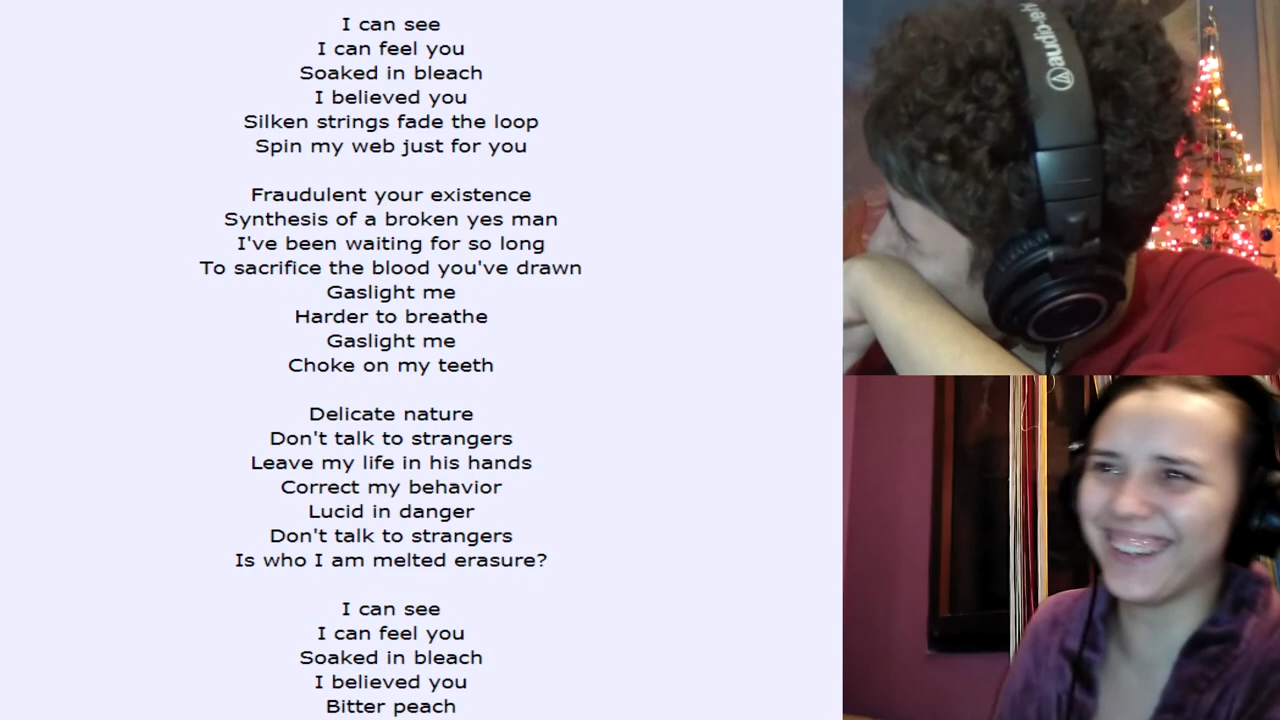 I can see
I can feel you
Soaked in bleach
I believed you
Silken strings fade the loop
Spin my web just for you
Fraudulent your existence
Synthesis of a broken yes man
I've been waiting for so long
To sacrifice the blood you've drawn
Gaslight me
Harder to breathe
Gaslight me
Choke on my teeth
Delicate nature
Don't talk to strangers
Leave my life in his hands
Correct my behavior
Lucid in danger
Don't talk to strangers
Is who I am melted erasure?
I can see
I can feel you
Soaked in bleach
I believed you
Bitter peach
audio-te